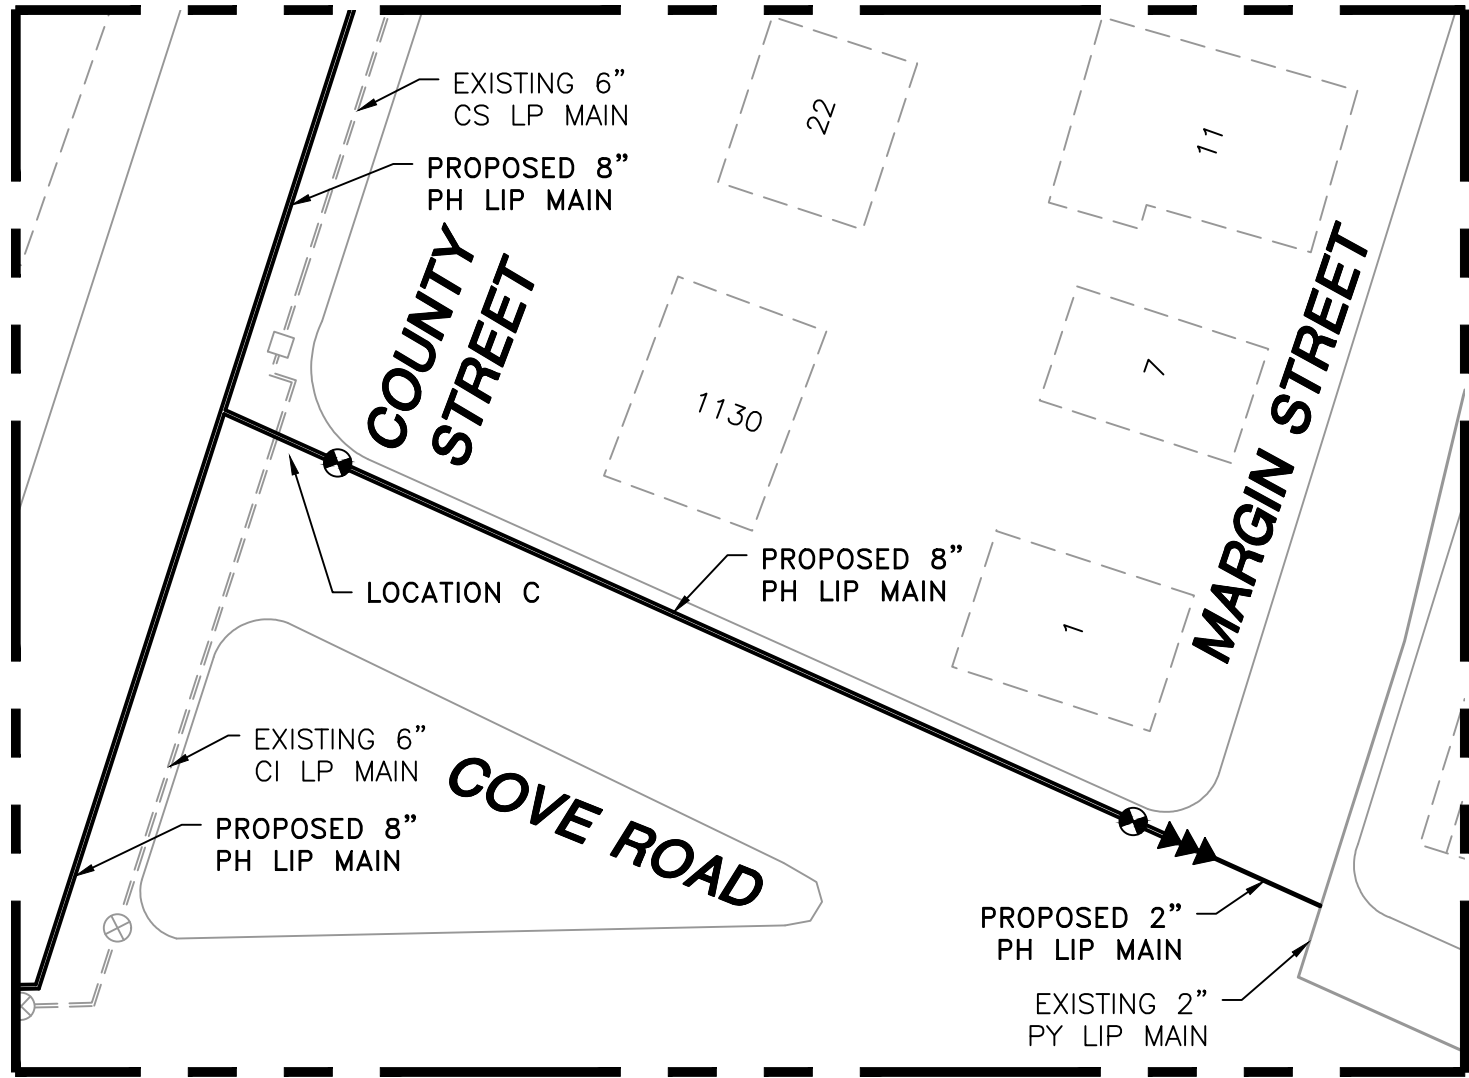 EXISTING 6”
CS LP MAIN
PROPOSED 8”
PH LIP MAIN
COUNTY
STREET
22
11
7
1130
1
MARGIN STREET
LOCATION C
PROPOSED 8”
PH LIP MAIN
EXISTING 6”
CI LP MAIN
PROPOSED 8”
PH LIP MAIN
COVE ROAD
PROPOSED 2”
PH LIP MAIN
EXISTING 2”
PY LIP MAIN